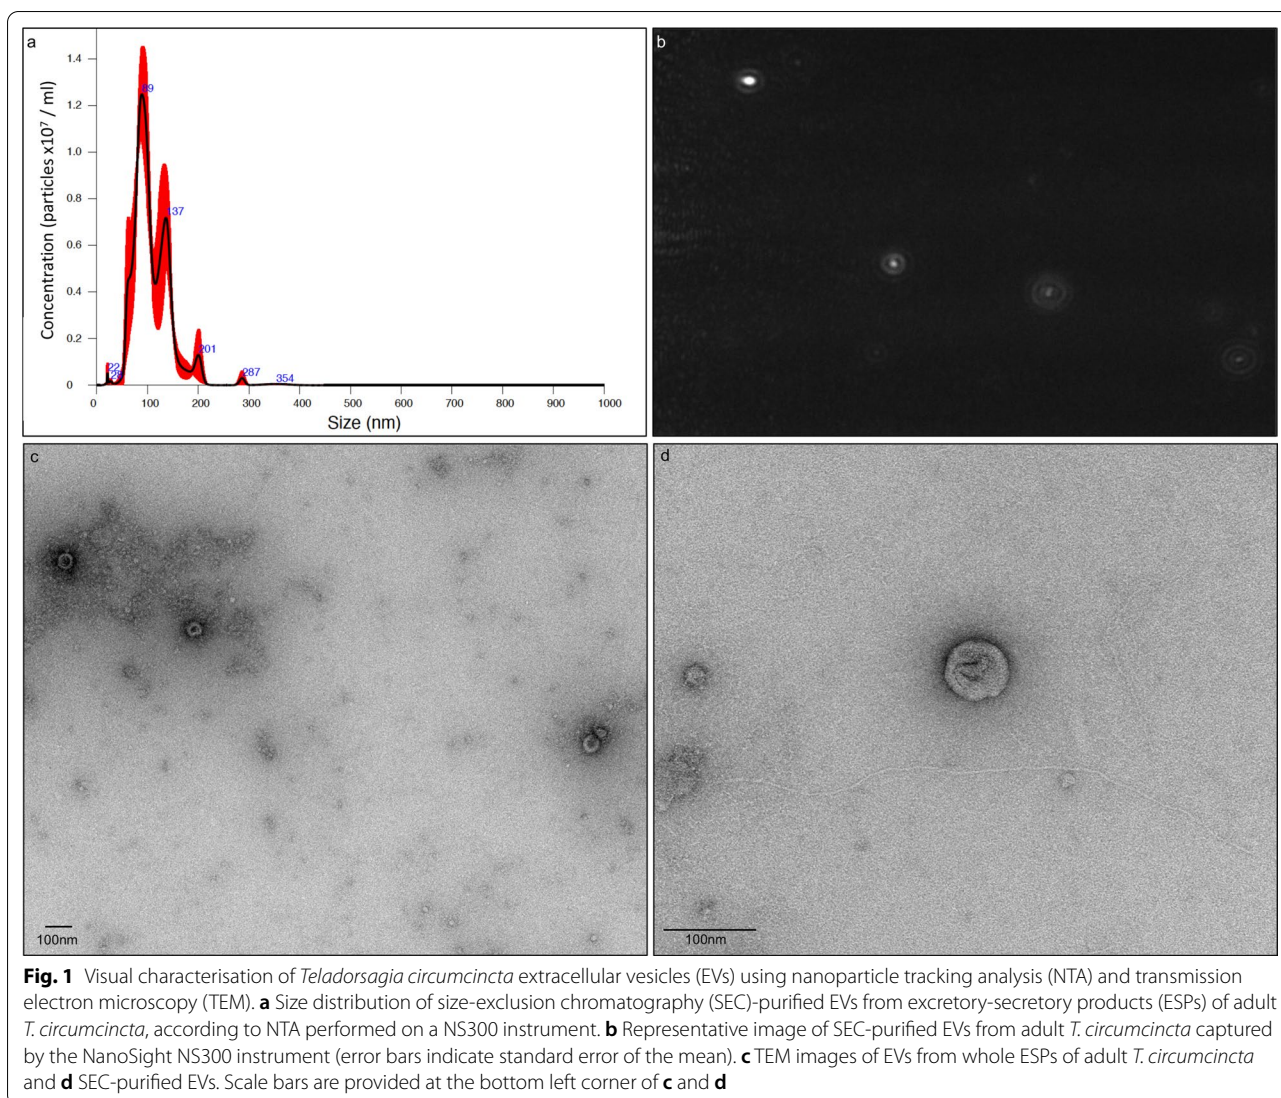 a
Concentration (particles x10⁷ / ml)
1.4
1.2
1.0
0.8
0.6
0.4
0.2
0
89
137
22
28
201
287
354
0 100 200 300 400 500 600 700 800 900 1000
Size (nm)
b
c
100nm
d
100nm
Fig. 1 Visual characterisation of Teladorsagia circumcincta extracellular vesicles (EVs) using nanoparticle tracking analysis (NTA) and transmission
electron microscopy (TEM). a Size distribution of size-exclusion chromatography (SEC)-purified EVs from excretory-secretory products (ESPs) of adult
T. circumcincta, according to NTA performed on a NS300 instrument. b Representative image of SEC-purified EVs from adult T. circumcincta captured
by the NanoSight NS300 instrument (error bars indicate standard error of the mean). c TEM images of EVs from whole ESPs of adult T. circumcincta
and d SEC-purified EVs. Scale bars are provided at the bottom left corner of c and d